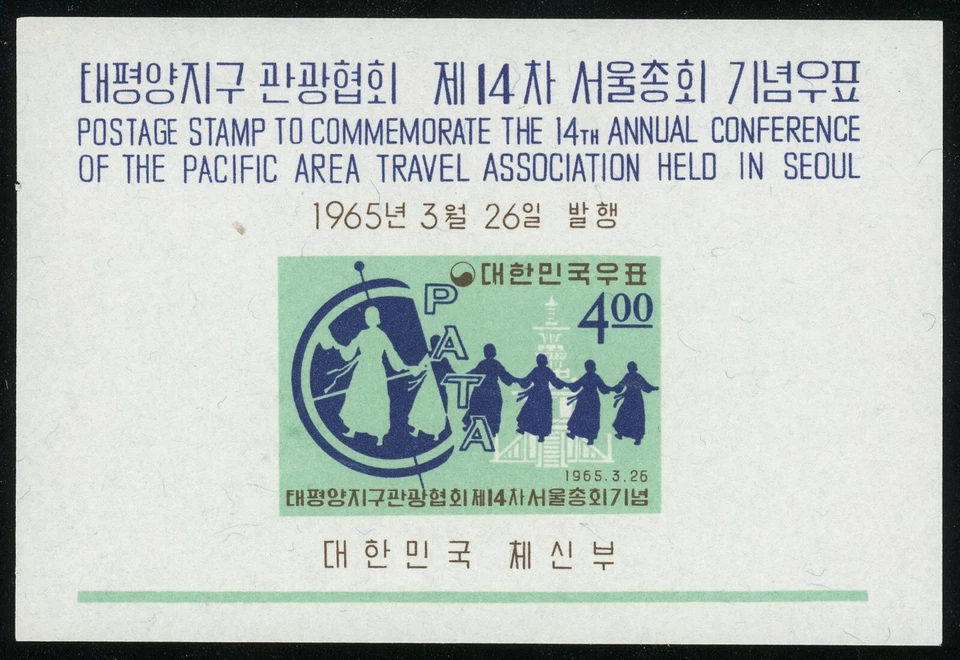 태평양지구 관광협회 제14차 서울총회 기념우표
POSTAGE STAMP TO COMMEMORATE THE 14TH ANNUAL CONFERENCE
OF THE PACIFIC AREA TRAVEL ASSOCIATION HELD IN SEOUL
1965년 3월 26일 발행
대한민국우표
4.00
PATA
1965.3.26
태평양지구관광협회제14차서울총회기념
대한민국 체신부